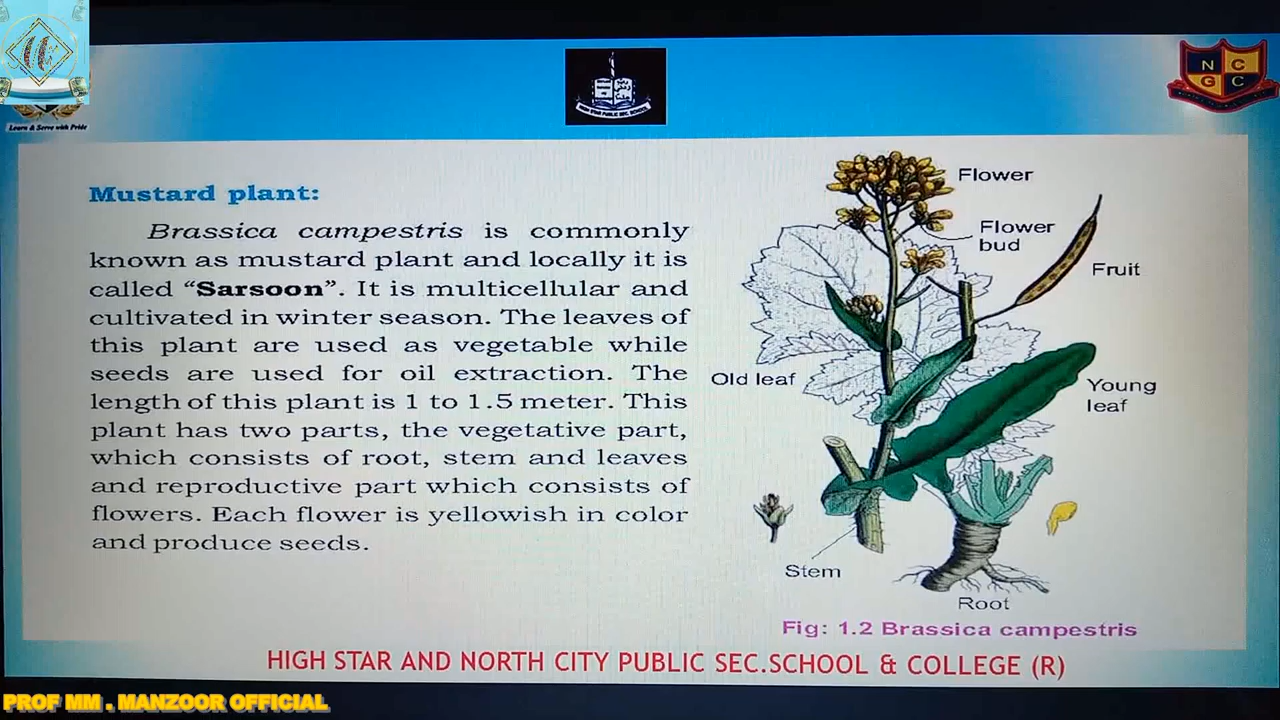 Learn & Serve with Pride
HIGH STAR PUBLIC SEC. SCHOOL
N C
G C
Mustard plant:
Brassica campestris is commonly
known as mustard plant and locally it is
called “Sarsoon”. It is multicellular and
cultivated in winter season. The leaves of
this plant are used as vegetable while
seeds are used for oil extraction. The
length of this plant is 1 to 1.5 meter. This
plant has two parts, the vegetative part,
which consists of root, stem and leaves
and reproductive part which consists of
flowers. Each flower is yellowish in color
and produce seeds.
Flower
Flower
bud
Fruit
Old leaf
Young
leaf
Stem
Root
Fig: 1.2 Brassica campestris
HIGH STAR AND NORTH CITY PUBLIC SEC.SCHOOL & COLLEGE (R)
PROF MM . MANZOOR OFFICIAL